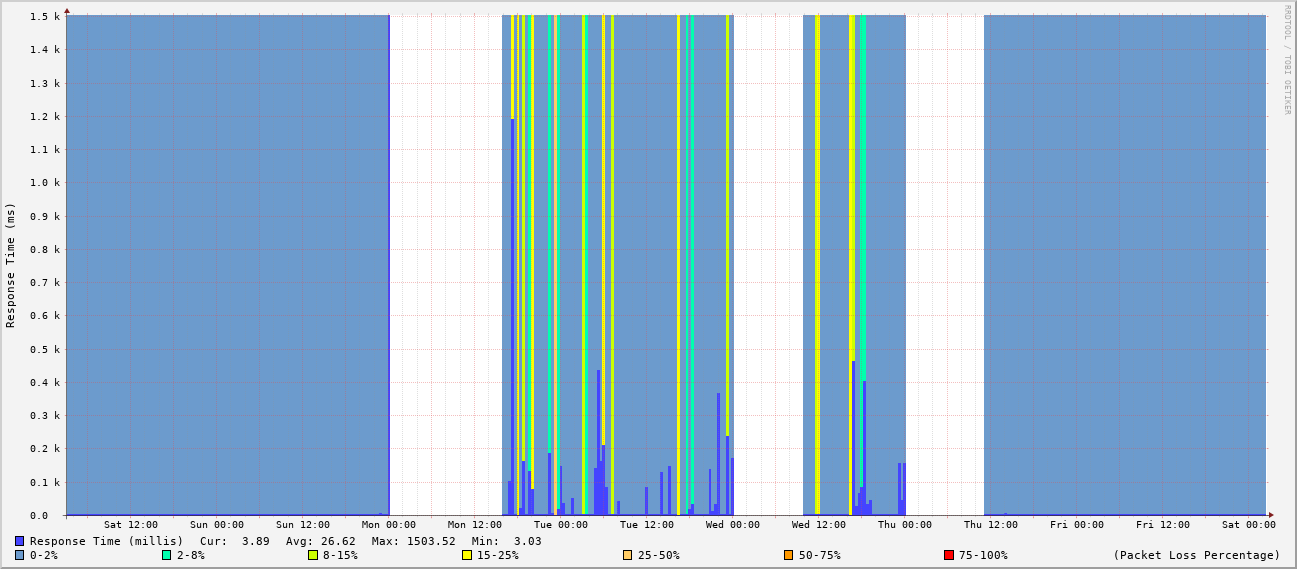 RRDTOOL / TOBI OETIKER
Response Time (ms)
1.5 k
1.4 k
1.3 k
1.2 k
1.1 k
1.0 k
0.9 k
0.8 k
0.7 k
0.6 k
0.5 k
0.4 k
0.3 k
0.2 k
0.1 k
0.0
Sat 12:00 Sun 00:00 Sun 12:00 Mon 00:00 Mon 12:00 Tue 00:00 Tue 12:00 Wed 00:00 Wed 12:00 Thu 00:00 Thu 12:00 Fri 00:00 Fri 12:00 Sat 00:00
Response Time (millis) Cur: 3.89 Avg: 26.62 Max: 1503.52 Min: 3.03
0-2% 2-8% 8-15% 15-25% 25-50% 50-75% 75-100% (Packet Loss Percentage)